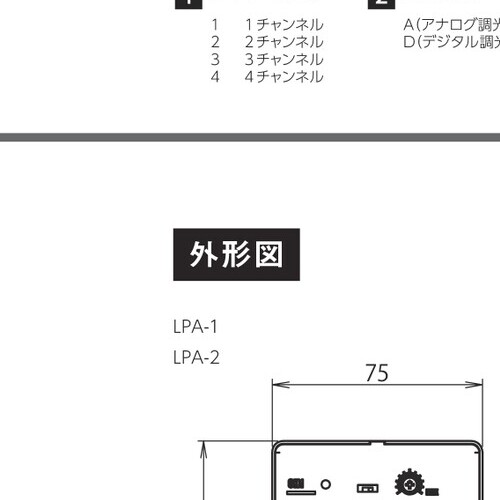 1 1チャンネル
2 2チャンネル
3 3チャンネル
4 4チャンネル
A(アナログ調光
D(デジタル調光
外形図
LPA-1
LPA-2
75